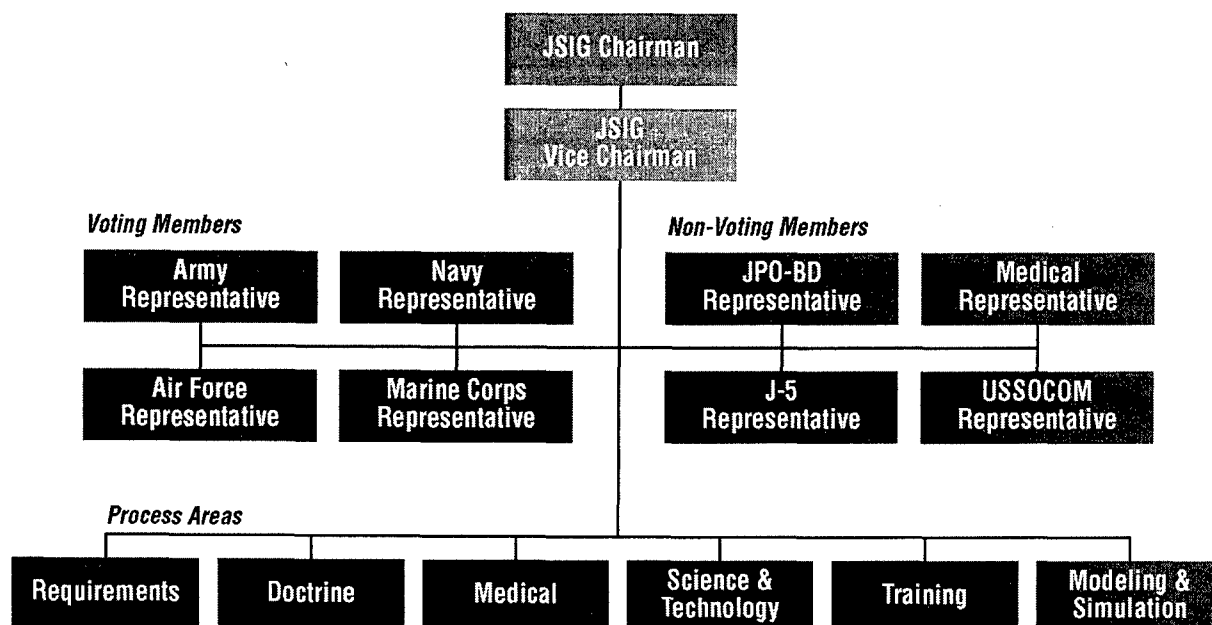 JSIG Chairman
JSIG
Vice Chairman
Voting Members
Non-Voting Members
Army
Representative
Navy
Representative
JPO-BD
Representative
Medical
Representative
Air Force
Representative
Marine Corps
Representative
J-5
Representative
USSOCOM
Representative
Process Areas
Requirements
Doctrine
Medical
Science &
Technology
Training
Modeling &
Simulation